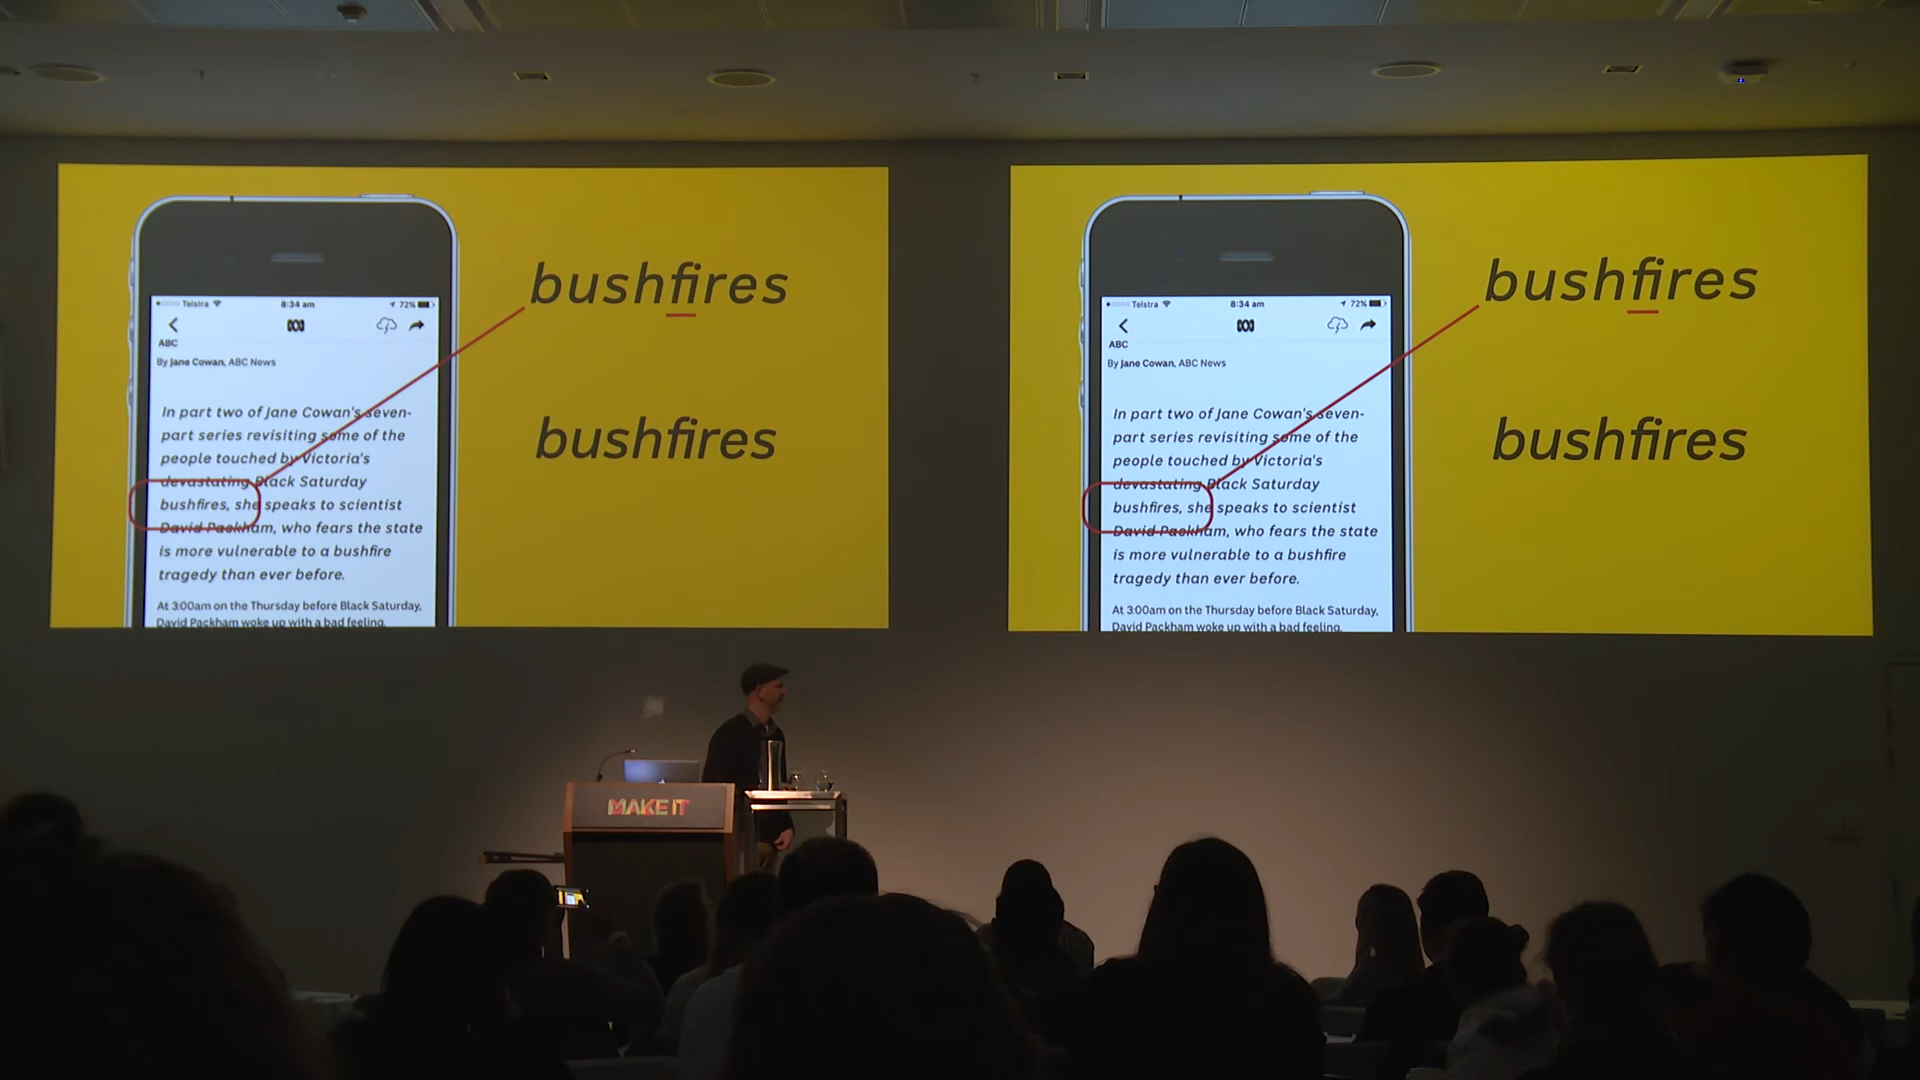 Telstra 8:34 am 72%
ABC
By Jane Cowan, ABC News
In part two of Jane Cowan's seven-
part series revisiting some of the
people touched by Victoria's
devastating Black Saturday
bushfires, she speaks to scientist
David Packham, who fears the state
is more vulnerable to a bushfire
tragedy than ever before.
At 3:00am on the Thursday before Black Saturday,
David Packham woke up with a bad feeling.
bushfires
bushfires
Telstra 8:34 am 72%
ABC
By Jane Cowan, ABC News
In part two of Jane Cowan's seven-
part series revisiting some of the
people touched by Victoria's
devastating Black Saturday
bushfires, she speaks to scientist
David Packham, who fears the state
is more vulnerable to a bushfire
tragedy than ever before.
At 3:00am on the Thursday before Black Saturday,
David Packham woke up with a bad feeling.
bushfires
bushfires
MAKE IT